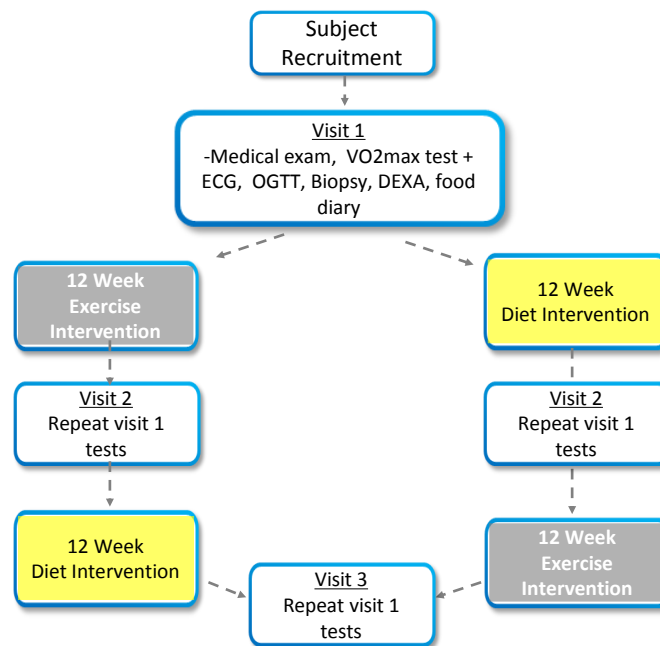 Subject
Recruitment
Visit 1
-Medical exam, VO2max test +
ECG, OGTT, Biopsy, DEXA, food
diary
12 Week
Exercise
Intervention
12 Week
Diet Intervention
Visit 2
Repeat visit 1
tests
Visit 2
Repeat visit 1
tests
12 Week
Diet Intervention
12 Week
Exercise
Intervention
Visit 3
Repeat visit 1
tests